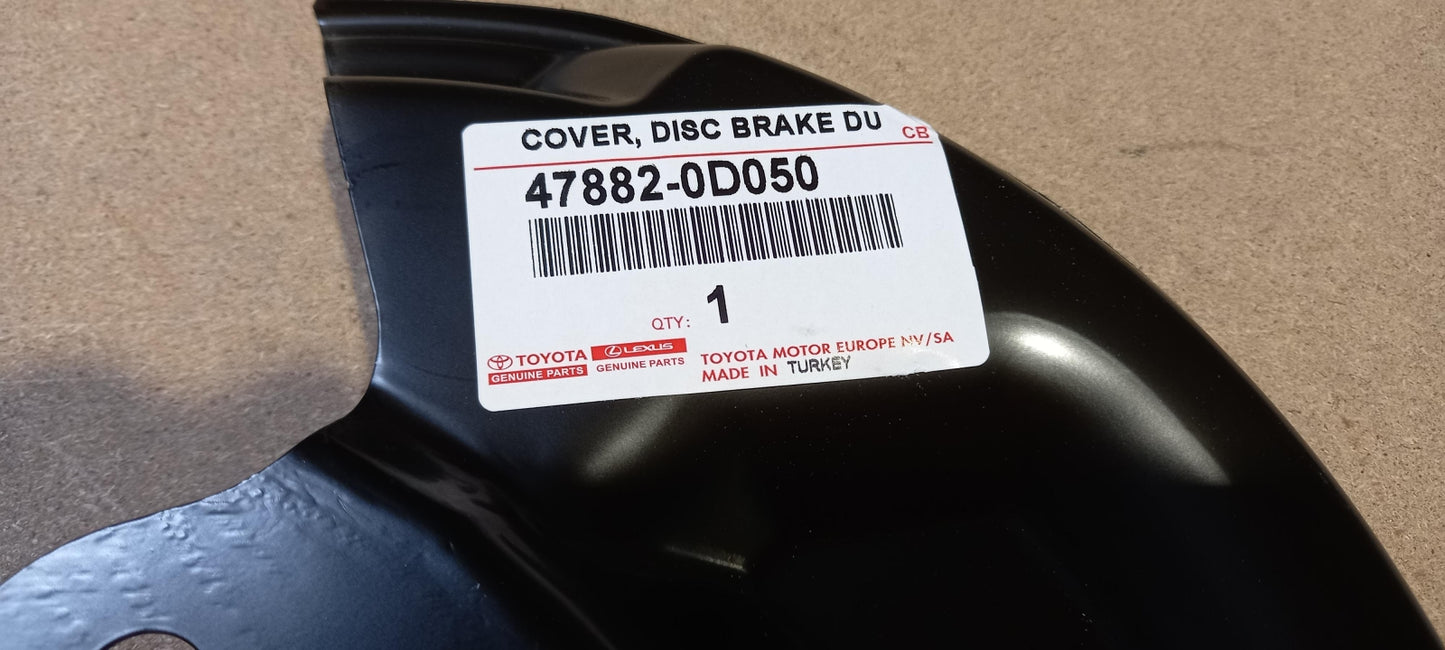 COVER, DISC BRAKE DU
CB
47882-0D050
QTY: 1
TOYOTA
GENUINE PARTS
LEXUS
GENUINE PARTS
TOYOTA MOTOR EUROPE NV/SA
MADE IN TURKEY